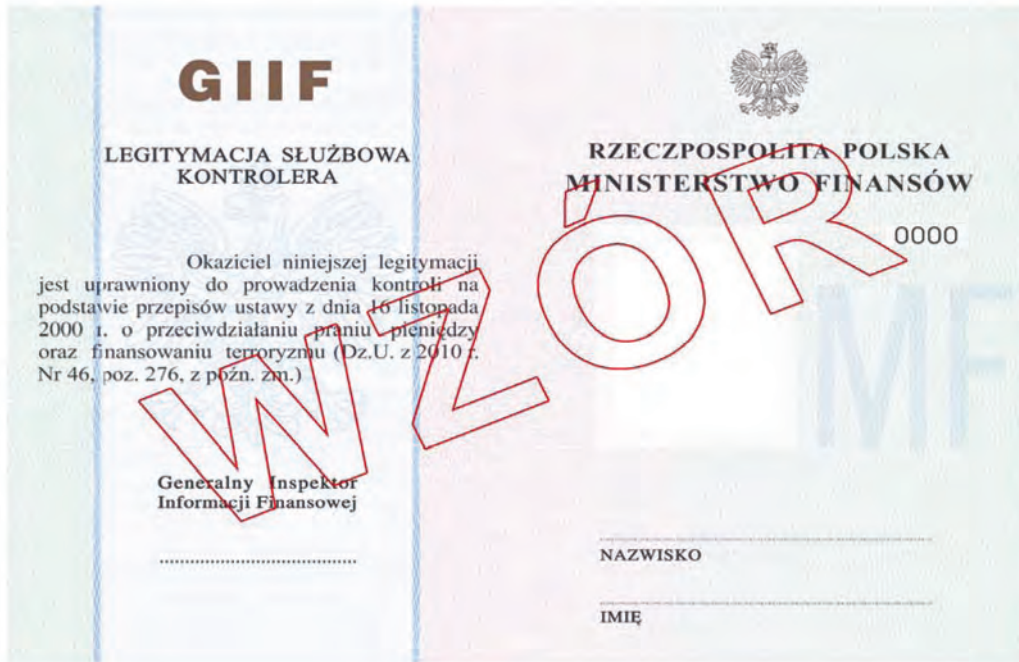 GIIF
LEGITYMACJA SŁUŻBOWA
KONTROLERA
Okaziciel niniejszej legitymacji
jest uprawniony do prowadzenia kontroli na
podstawie przepisów ustawy z dnia 16 listopada
2000 r. o przeciwdziałaniu praniu pieniędzy
oraz finansowaniu terroryzmu (Dz.U. z 2010 r.
Nr 46, poz. 276, z późn. zm.)
Generalny Inspektor
Informacji Finansowej
RZECZPOSPOLITA POLSKA
MINISTERSTWO FINANSÓW
0000
MF
NAZWISKO
IMIĘ
WZÓR